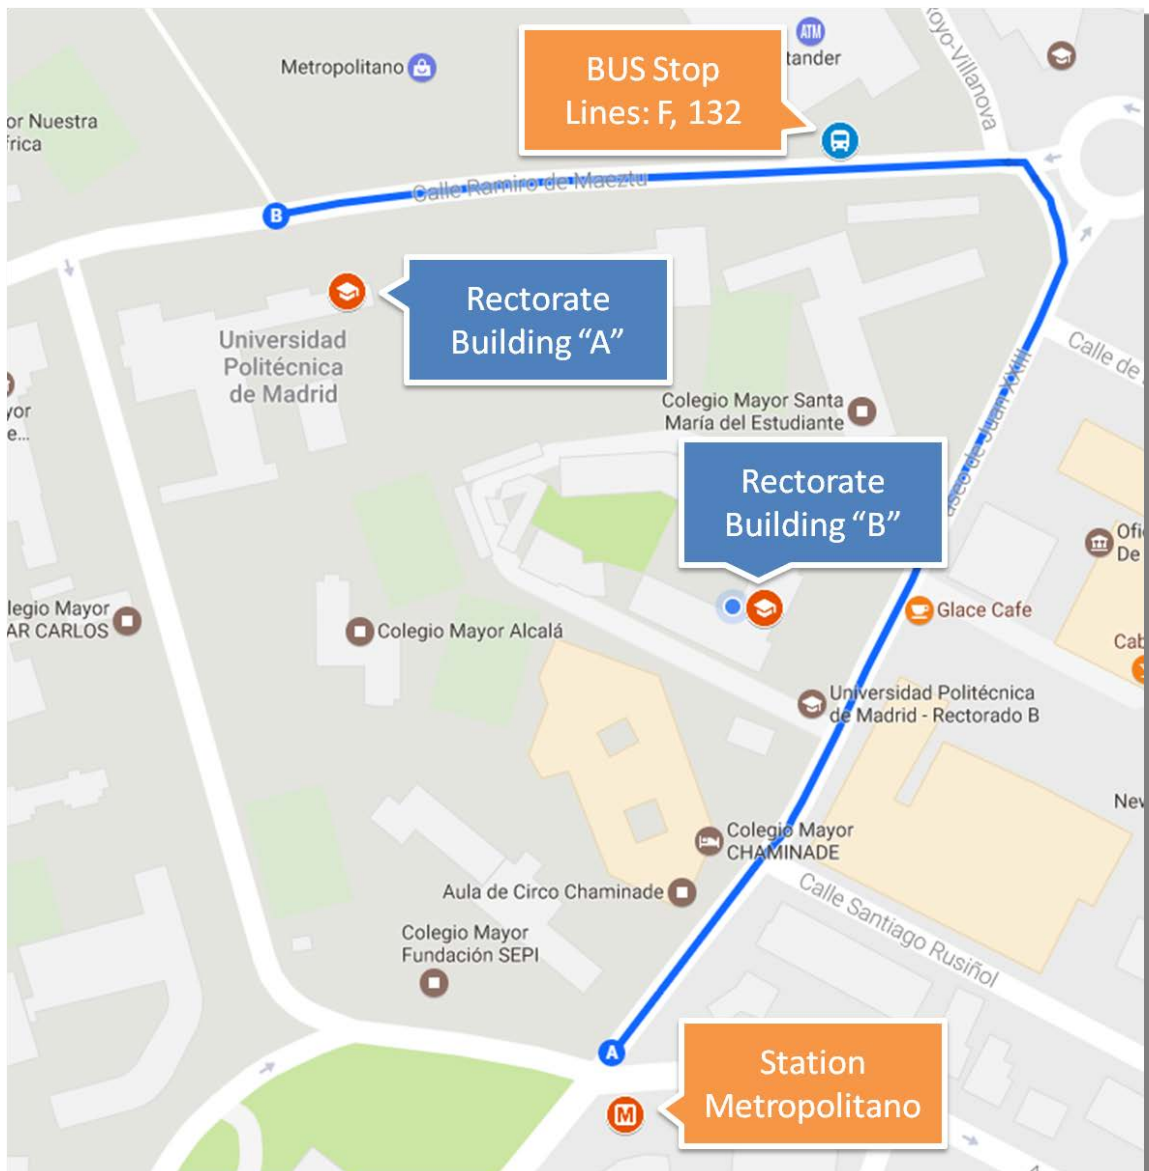 Metropolitano
BUS Stop
Lines: F, 132
ATM
tander
Royo-Villanova
or Nuestra
frica
B
Calle Ramiro de Maeztu
Rectorate
Building “A”
Universidad
Politécnica
de Madrid
Calle de
Paseo de Juan XXIII
Colegio Mayor Santa
María del Estudiante
yor
e...
Rectorate
Building “B”
Ofi
De
legio Mayor
AR CARLOS
Colegio Mayor Alcalá
Glace Cafe
Cab
Universidad Politécnica
de Madrid - Rectorado B
New
Colegio Mayor
CHAMINADE
Aula de Circo Chaminade
Calle Santiago Rusiñol
Colegio Mayor
Fundación SEPI
A
Station
Metropolitano
M